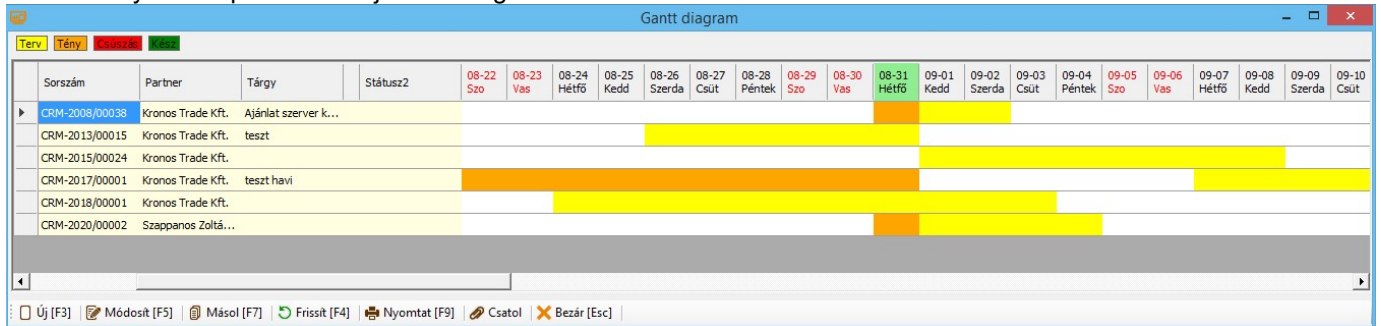 Gantt diagram
Terv Tény Csúszás Kész
Sorszám Partner Tárgy Státusz2 08-22 Szo 08-23 Vas 08-24 Hétfő 08-25 Kedd 08-26 Szerda 08-27 Csüt 08-28 Péntek 08-29 Szo 08-30 Vas 08-31 Hétfő 09-01 Kedd 09-02 Szerda 09-03 Csüt 09-04 Péntek 09-05 Szo 09-06 Vas 09-07 Hétfő 09-08 Kedd 09-09 Szerda 09-10 Csüt
CRM-2008/00038 Kronos Trade Kft. Ajánlat szerver k...
CRM-2013/00015 Kronos Trade Kft. teszt
CRM-2015/00024 Kronos Trade Kft.
CRM-2017/00001 Kronos Trade Kft. teszt havi
CRM-2018/00001 Kronos Trade Kft.
CRM-2020/00002 Szappanos Zoltá...
Új [F3] Módosít [F5] Másol [F7] Frissít [F4] Nyomtat [F9] Csatol Bezár [Esc]